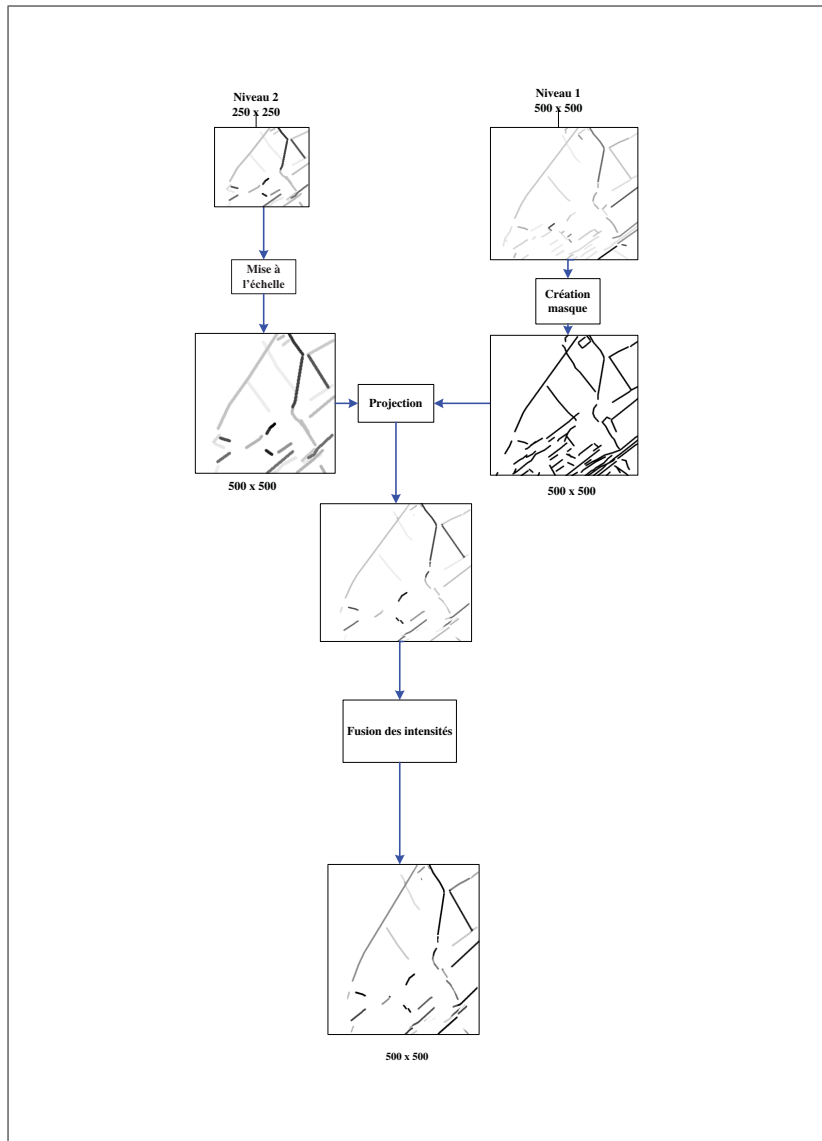 Niveau 2
250 x 250
Niveau 1
500 x 500
Mise à
l'échelle
Création
masque
Projection
500 x 500
500 x 500
Fusion des intensités
500 x 500